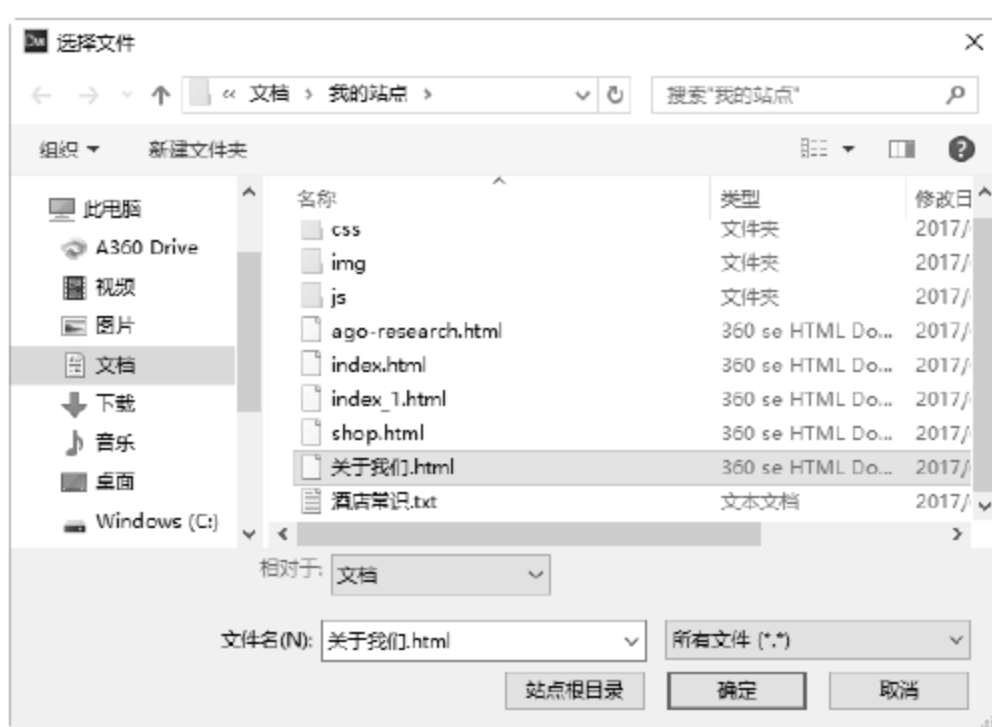 Dw 选择文件
« 文档 › 我的站点 › 搜索"我的站点"
组织 新建文件夹
此电脑
A360 Drive
视频
图片
文档
下载
音乐
桌面
Windows (C:)
名称 类型 修改日
css 文件夹 2017/
img 文件夹 2017/
js 文件夹 2017/
ago-research.html 360 se HTML Do... 2017/
index.html 360 se HTML Do... 2017/
index_1.html 360 se HTML Do... 2017/
shop.html 360 se HTML Do... 2017/
关于我们.html 360 se HTML Do... 2017/
酒店常识.txt 文本文档 2017/
相对于: 文档
文件名(N): 关于我们.html 所有文件 (*.*)
站点根目录 确定 取消